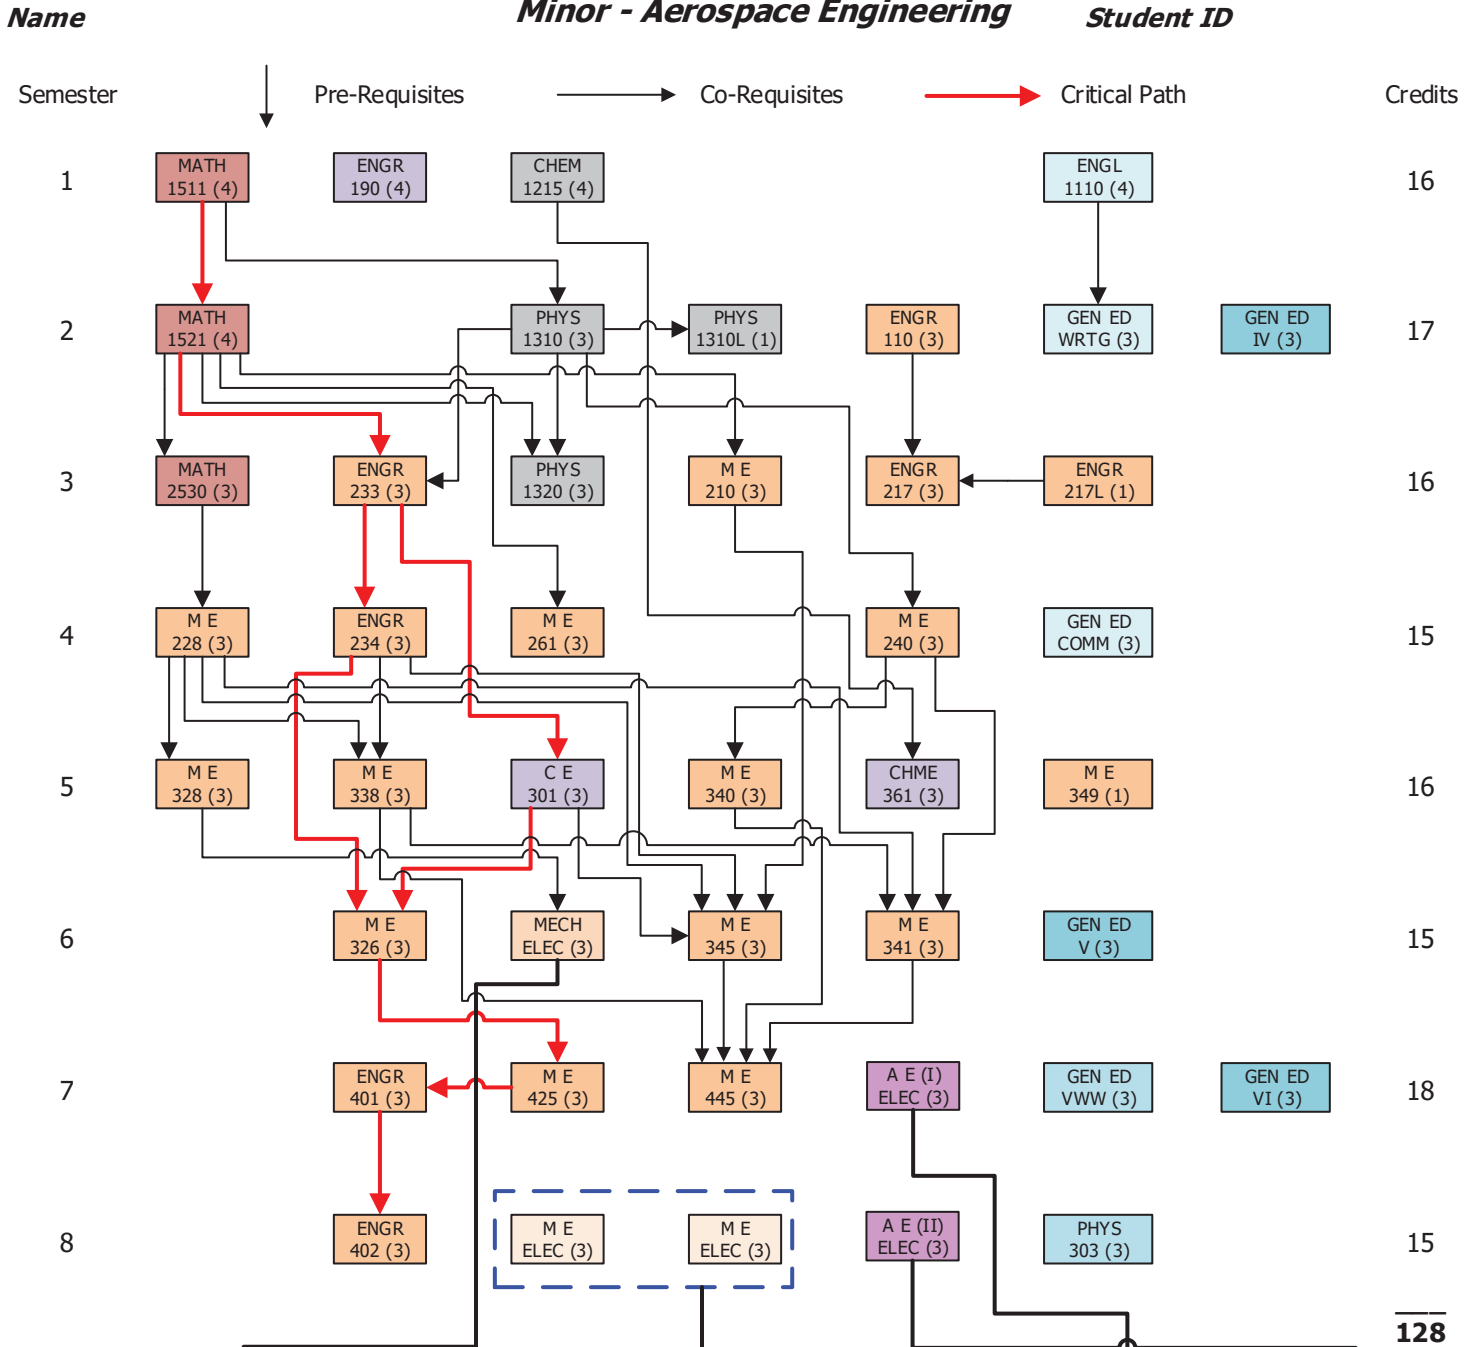 Name
Minor - Aerospace Engineering
Student ID
Semester
Pre-Requisites
Co-Requisites
Critical Path
Credits
1
MATH
1511 (4)
ENGR
190 (4)
CHEM
1215 (4)
ENGL
1110 (4)
16
2
MATH
1521 (4)
PHYS
1310 (3)
PHYS
1310L (1)
ENGR
110 (3)
GEN ED
WRTG (3)
GEN ED
IV (3)
17
3
MATH
2530 (3)
ENGR
233 (3)
PHYS
1320 (3)
M E
210 (3)
ENGR
217 (3)
ENGR
217L (1)
16
4
M E
228 (3)
ENGR
234 (3)
M E
261 (3)
M E
240 (3)
GEN ED
COMM (3)
15
5
M E
328 (3)
M E
338 (3)
C E
301 (3)
M E
340 (3)
CHME
361 (3)
M E
349 (1)
16
6
M E
326 (3)
MECH
ELEC (3)
M E
345 (3)
M E
341 (3)
GEN ED
V (3)
15
7
ENGR
401 (3)
M E
425 (3)
M E
445 (3)
A E (I)
ELEC (3)
GEN ED
VWW (3)
GEN ED
VI (3)
18
8
ENGR
402 (3)
M E
ELEC (3)
M E
ELEC (3)
A E (II)
ELEC (3)
PHYS
303 (3)
15
128